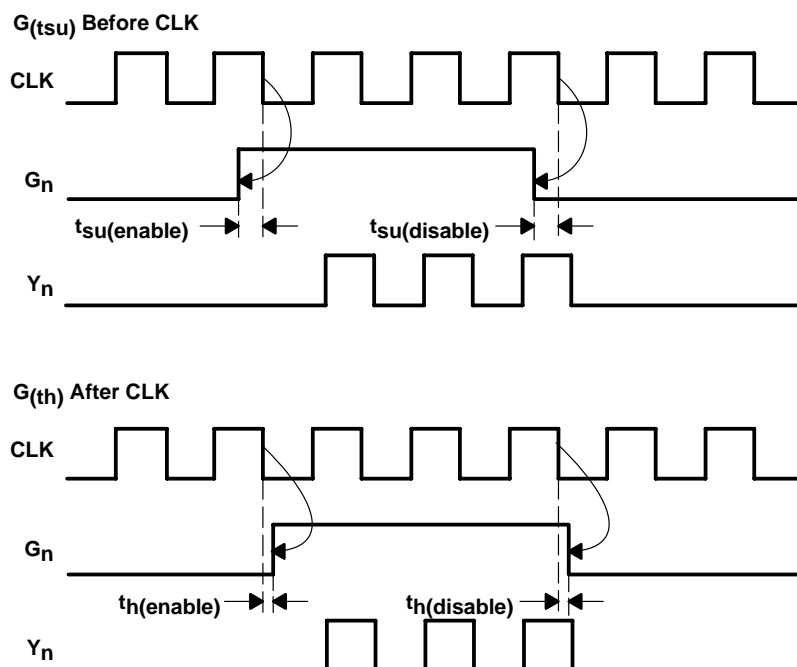 G(tsu) Before CLK
CLK
Gn
tsu(enable) tsu(disable)
Yn
G(th) After CLK
CLK
Gn
th(enable) th(disable)
Yn